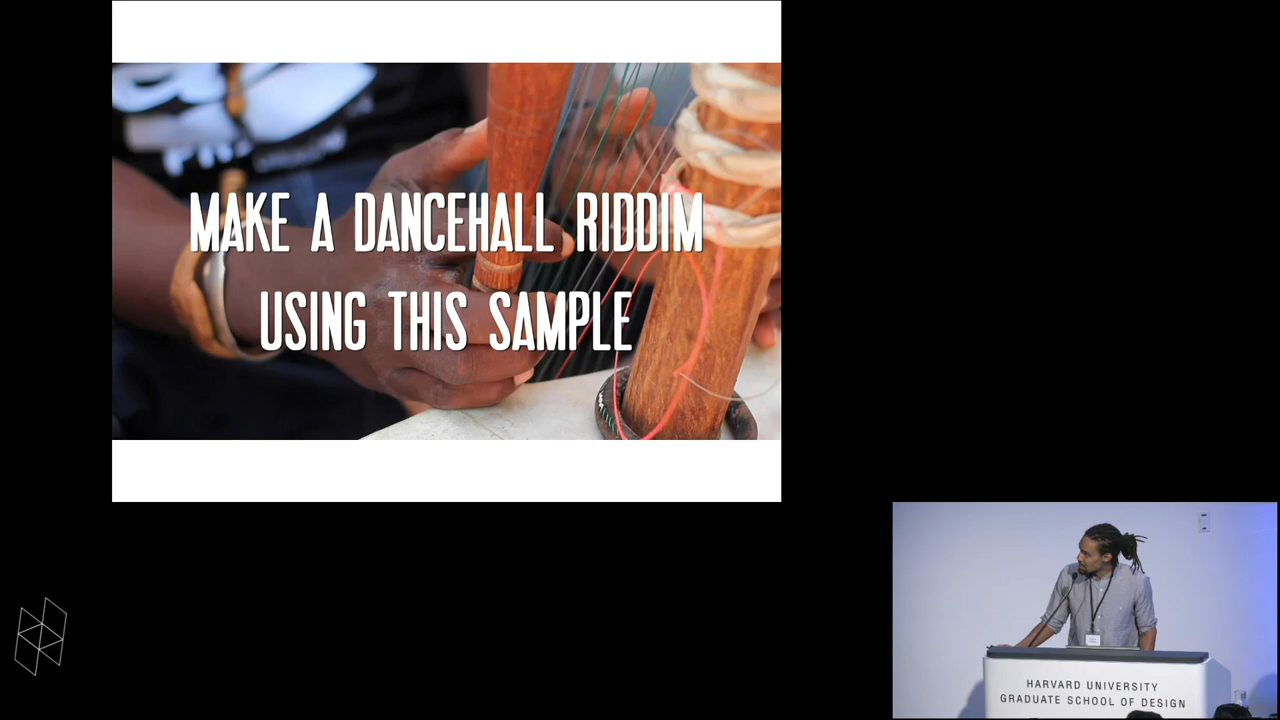 MAKE A DANCEHALL RIDDIM
USING THIS SAMPLE
HARVARD UNIVERSITY
GRADUATE SCHOOL OF DESIGN